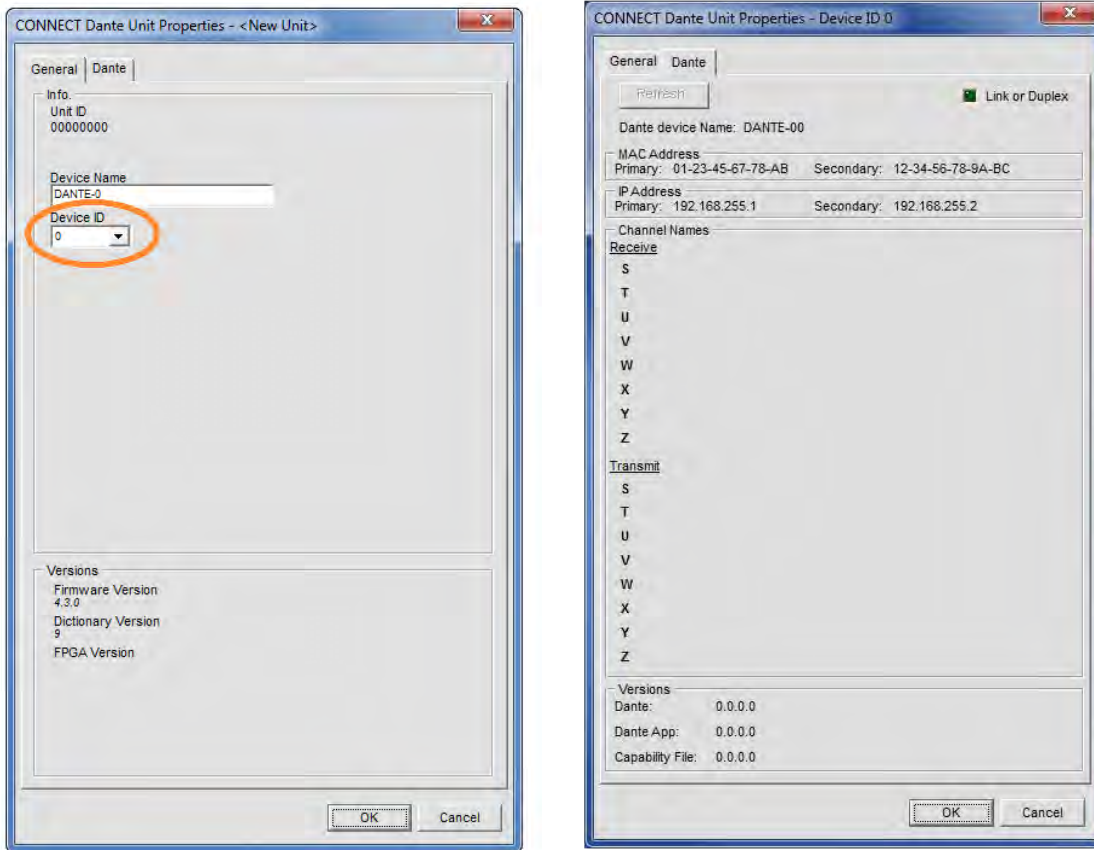 CONNECT Dante Unit Properties - <New Unit>
General Dante
Info.
Unit ID
00000000
Device Name
DANTE-0
Device ID
0
Versions
Firmware Version
4.3.0
Dictionary Version
9
FPGA Version
OK Cancel
CONNECT Dante Unit Properties - Device ID 0
General Dante
Refresh Link or Duplex
Dante device Name: DANTE-00
MAC Address
Primary: 01-23-45-67-78-AB Secondary: 12-34-56-78-9A-BC
IP Address
Primary: 192.168.255.1 Secondary: 192.168.255.2
Channel Names
Receive
S
T
U
V
W
X
Y
Z
Transmit
S
T
U
V
W
X
Y
Z
Versions
Dante: 0.0.0.0
Dante App: 0.0.0.0
Capability File: 0.0.0.0
OK Cancel